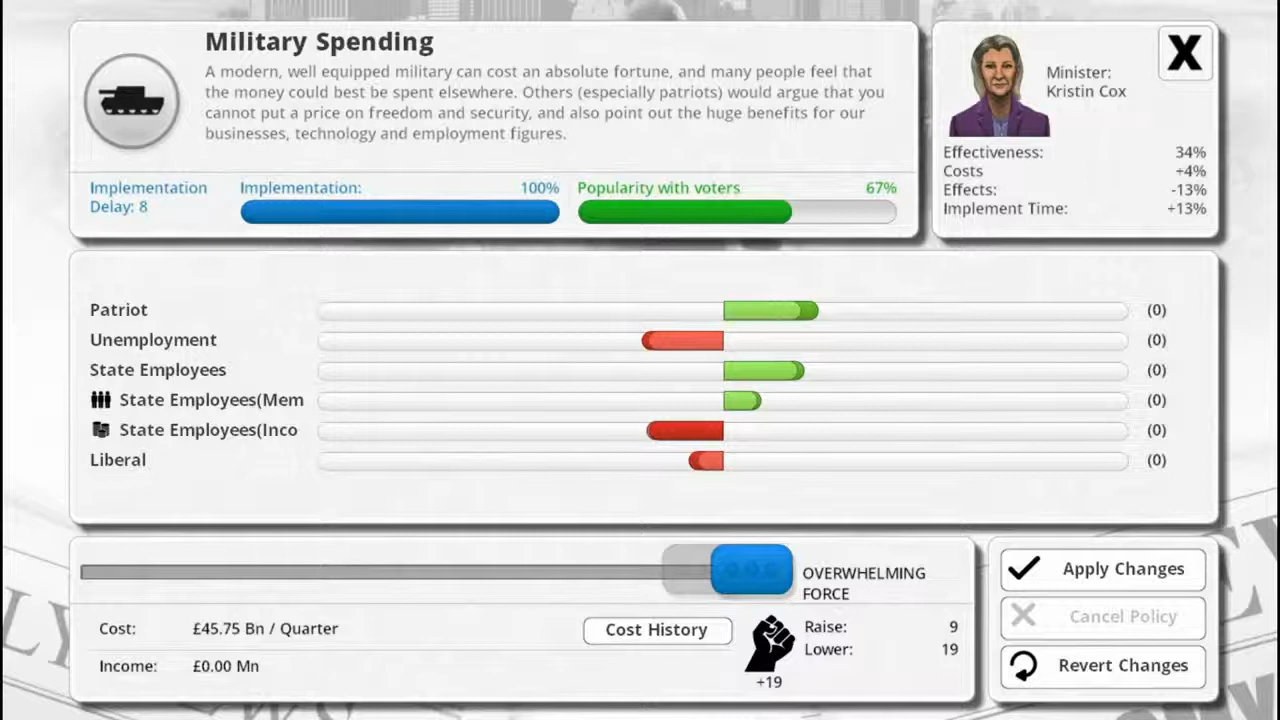 Military Spending
A modern, well equipped military can cost an absolute fortune, and many people feel that
the money could best be spent elsewhere. Others (especially patriots) would argue that you
cannot put a price on freedom and security, and also point out the huge benefits for our
businesses, technology and employment figures.
Implementation
Delay: 8
Implementation: 100%
Popularity with voters 67%
Minister:
Kristin Cox
X
Effectiveness: 34%
Costs +4%
Effects: -13%
Implement Time: +13%
Patriot (0)
Unemployment (0)
State Employees (0)
State Employees(Mem (0)
State Employees(Inco (0)
Liberal (0)
OVERWHELMING
FORCE
Cost: £45.75 Bn / Quarter
Income: £0.00 Mn
Cost History
+19
Raise: 9
Lower: 19
Apply Changes
Cancel Policy
Revert Changes